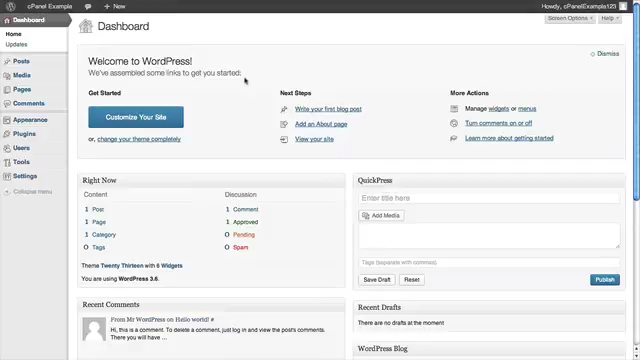 cPanel Example 0 + New Howdy, cPanelExample123
Dashboard
Home
Updates
Posts
Media
Pages
Comments
Appearance
Plugins
Users
Tools
Settings
Collapse menu
Screen Options Help
Dashboard
Dismiss
Welcome to WordPress!
We've assembled some links to get you started:
Get Started
Customize Your Site
or, change your theme completely
Next Steps
Write your first blog post
Add an About page
View your site
More Actions
Manage widgets or menus
Turn comments on or off
Learn more about getting started
Right Now
Content
1 Post
1 Page
1 Category
0 Tags
Discussion
1 Comment
1 Approved
0 Pending
0 Spam
Theme Twenty Thirteen with 6 Widgets
You are using WordPress 3.6.
Recent Comments
From Mr WordPress on Hello world! #
Hi, this is a comment. To delete a comment, just log in and view the post's comments.
There you will have ...
QuickPress
Enter title here
Add Media
Tags (separate with commas)
Save Draft Reset Publish
Recent Drafts
There are no drafts at the moment
WordPress Blog